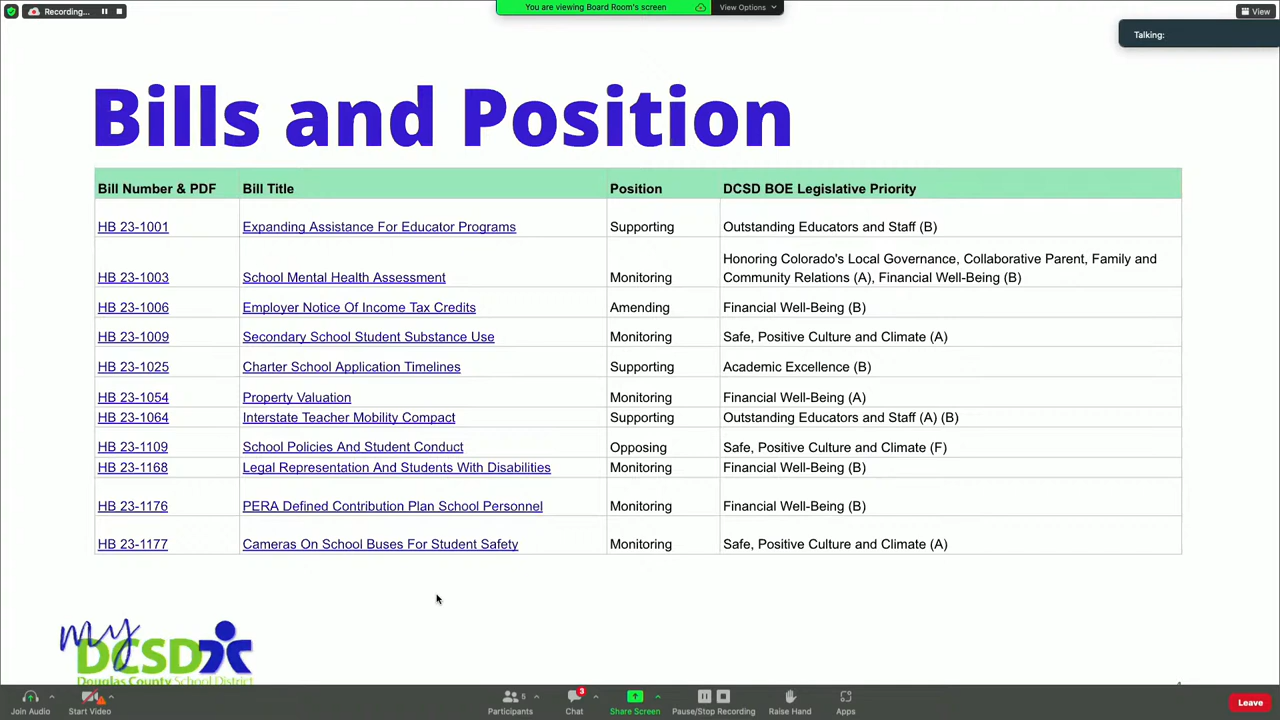 Recording...
You are viewing Board Room's screen
View Options
View
Talking:
Bills and Position
Bill Number & PDF Bill Title Position DCSD BOE Legislative Priority
HB 23-1001 Expanding Assistance For Educator Programs Supporting Outstanding Educators and Staff (B)
Honoring Colorado's Local Governance, Collaborative Parent, Family and
HB 23-1003 School Mental Health Assessment Monitoring Community Relations (A), Financial Well-Being (B)
HB 23-1006 Employer Notice Of Income Tax Credits Amending Financial Well-Being (B)
HB 23-1009 Secondary School Student Substance Use Monitoring Safe, Positive Culture and Climate (A)
HB 23-1025 Charter School Application Timelines Supporting Academic Excellence (B)
HB 23-1054 Property Valuation Monitoring Financial Well-Being (A)
HB 23-1064 Interstate Teacher Mobility Compact Supporting Outstanding Educators and Staff (A) (B)
HB 23-1109 School Policies And Student Conduct Opposing Safe, Positive Culture and Climate (F)
HB 23-1168 Legal Representation And Students With Disabilities Monitoring Financial Well-Being (B)
HB 23-1176 PERA Defined Contribution Plan School Personnel Monitoring Financial Well-Being (B)
HB 23-1177 Cameras On School Buses For Student Safety Monitoring Safe, Positive Culture and Climate (A)
my
DCSD
Douglas County School District
5
3
Join Audio Start Video Participants Chat Share Screen Pause/Stop Recording Raise Hand Apps Leave